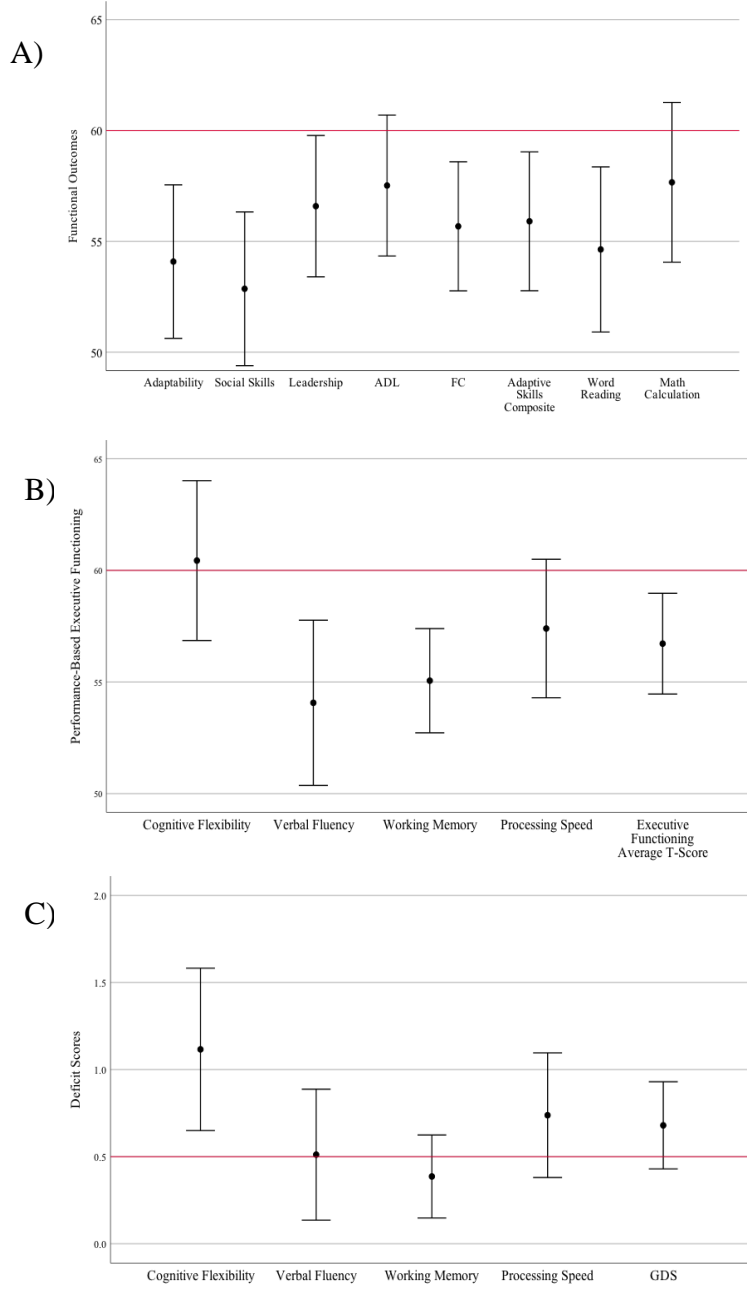 A)
Functional Outcomes
65
60
55
50
Adaptability Social Skills Leadership ADL FC Adaptive Skills Composite Word Reading Math Calculation
B)
Performance-Based Executive Functioning
65
60
55
50
Cognitive Flexibility Verbal Fluency Working Memory Processing Speed Executive Functioning Average T-Score
C)
Deficit Scores
2.0
1.5
1.0
0.5
0.0
Cognitive Flexibility Verbal Fluency Working Memory Processing Speed GDS